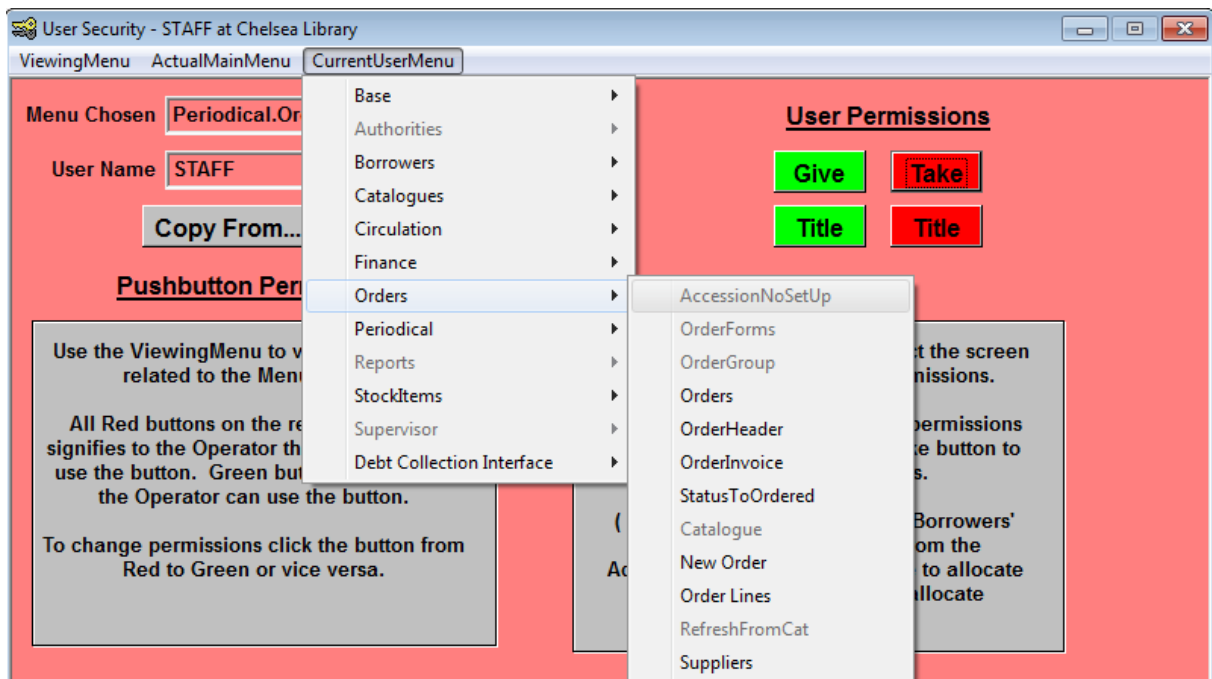 User Security - STAFF at Chelsea Library
ViewingMenu ActualMainMenu CurrentUserMenu
Menu Chosen Periodical.Or
User Name STAFF
Copy From...
Pushbutton Per
Use the ViewingMenu to v
related to the Men
All Red buttons on the re
signifies to the Operator th
use the button. Green but
the Operator can use the button.
To change permissions click the button from
Red to Green or vice versa.
Base
Authorities
Borrowers
Catalogues
Circulation
Finance
Orders
Periodical
Reports
StockItems
Supervisor
Debt Collection Interface
AccessionNoSetUp
OrderForms
OrderGroup
Orders
OrderHeader
OrderInvoice
StatusToOrdered
Catalogue
New Order
Order Lines
RefreshFromCat
Suppliers
User Permissions
Give Take
Title Title
ct the screen
nissions.
permissions
ke button to
s.
( Borrowers'
om the
Ac to allocate
allocate